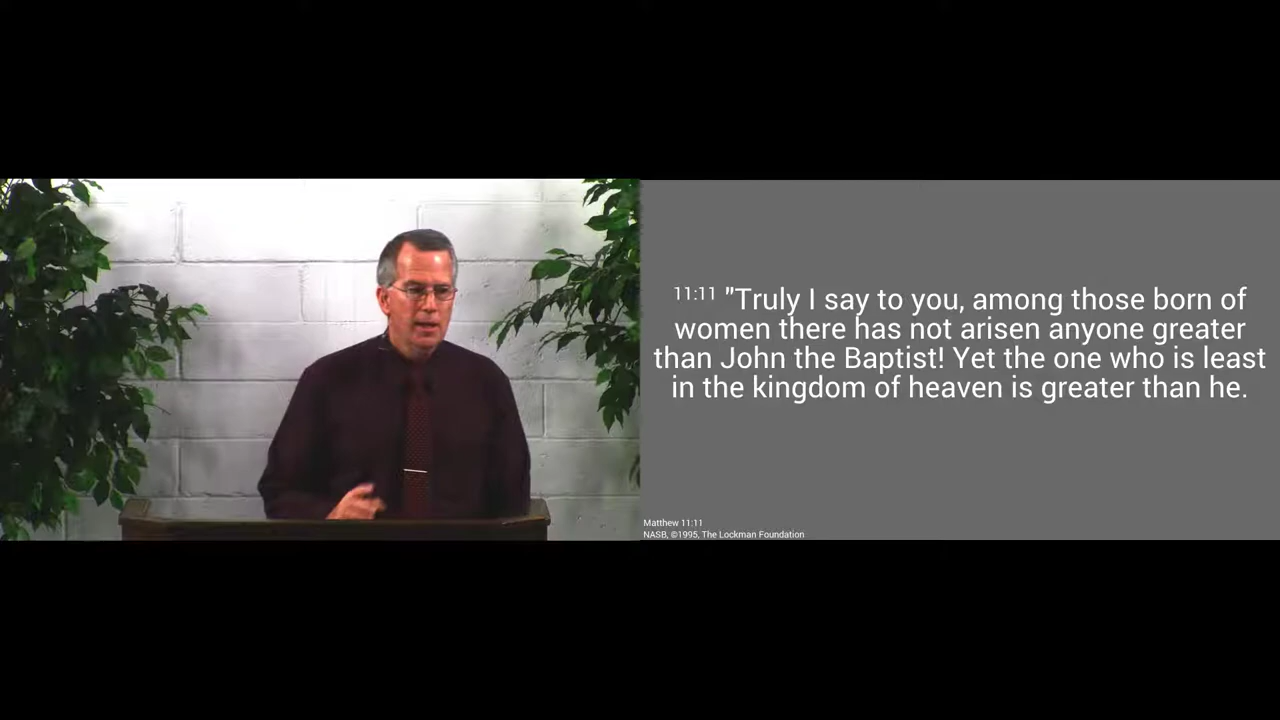 11:11 "Truly I say to you, among those born of
women there has not arisen anyone greater
than John the Baptist! Yet the one who is least
in the kingdom of heaven is greater than he.
Matthew 11:11
NASB, ©1995, The Lockman Foundation